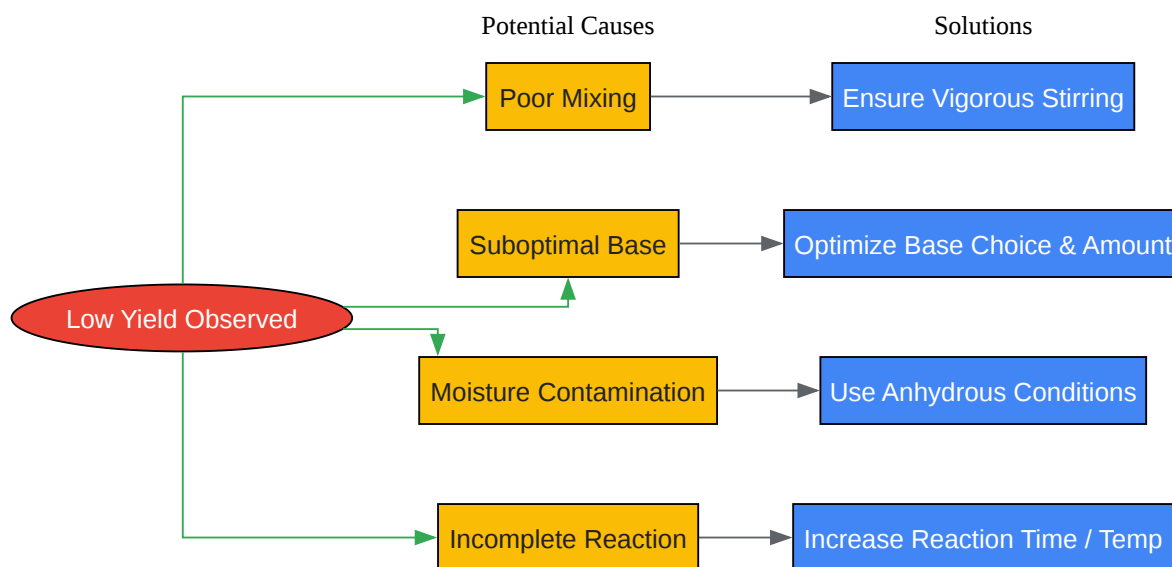 Potential Causes
Solutions
Poor Mixing
Ensure Vigorous Stirring
Suboptimal Base
Optimize Base Choice & Amount
Low Yield Observed
Moisture Contamination
Use Anhydrous Conditions
Incomplete Reaction
Increase Reaction Time / Temp